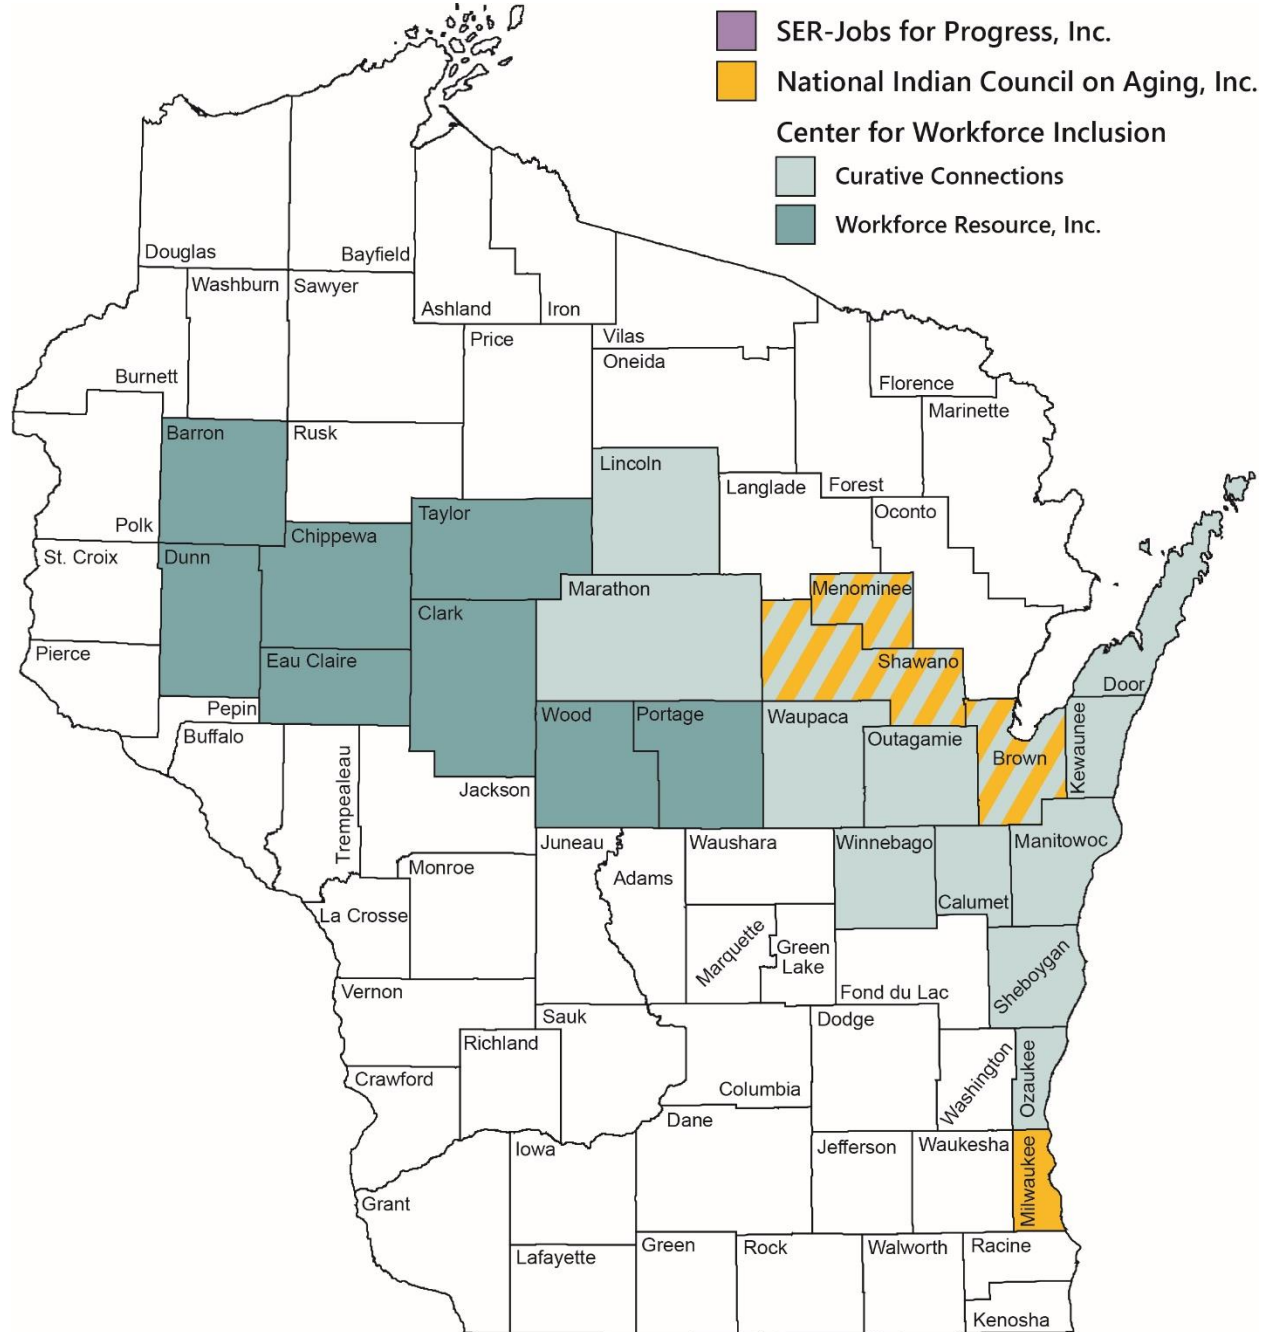 SER-Jobs for Progress, Inc.
National Indian Council on Aging, Inc.
Center for Workforce Inclusion
Curative Connections
Workforce Resource, Inc.
Douglas
Bayfield
Washburn
Sawyer
Ashland
Iron
Price
Vilas
Oneida
Burnett
Florence
Marinette
Barron
Rusk
Lincoln
Langlade
Forest
Taylor
Oconto
Polk
Chippewa
St. Croix
Dunn
Marathon
Menominee
Clark
Pierce
Eau Claire
Shawano
Door
Pepin
Wood
Portage
Waupaca
Buffalo
Outagamie
Brown
Kewaunee
Trempealeau
Jackson
Juneau
Waushara
Winnebago
Manitowoc
Monroe
Adams
Calumet
La Crosse
Marquette
Green
Lake
Sheboygan
Vernon
Fond du Lac
Sauk
Dodge
Richland
Washington
Ozaukee
Crawford
Columbia
Dane
Iowa
Jefferson
Waukesha
Milwaukee
Grant
Lafayette
Green
Rock
Walworth
Racine
Kenosha